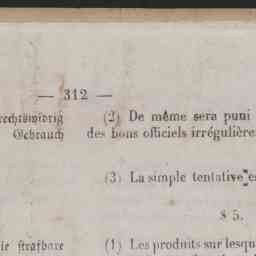 — 312 —
rechtswidrig
Gebrauch
ie strafbare
(2) De même sera puni
des bons officiels irrégulière
(3) La simple tentative es
§ 5.
(1) Les produits sur lesqu